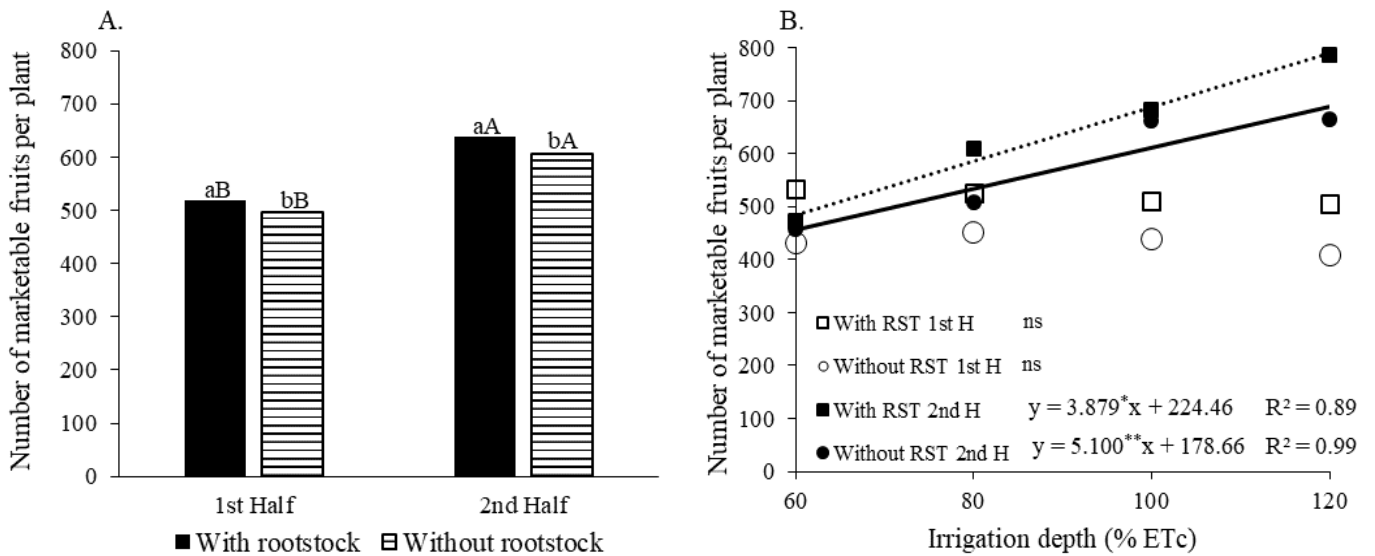 A.
Number of marketable fruits per plant
800
700
600
500
400
300
200
100
0
aB
bB
aA
bA
1st Half
2nd Half
With rootstock
Without rootstock
B.
Number of marketable fruits per plant
800
700
600
500
400
300
200
100
0
With RST 1st H ns
Without RST 1st H ns
With RST 2nd H y = 3.879*x + 224.46 R² = 0.89
Without RST 2nd H y = 5.100**x + 178.66 R² = 0.99
60
80
100
120
Irrigation depth (% ETc)